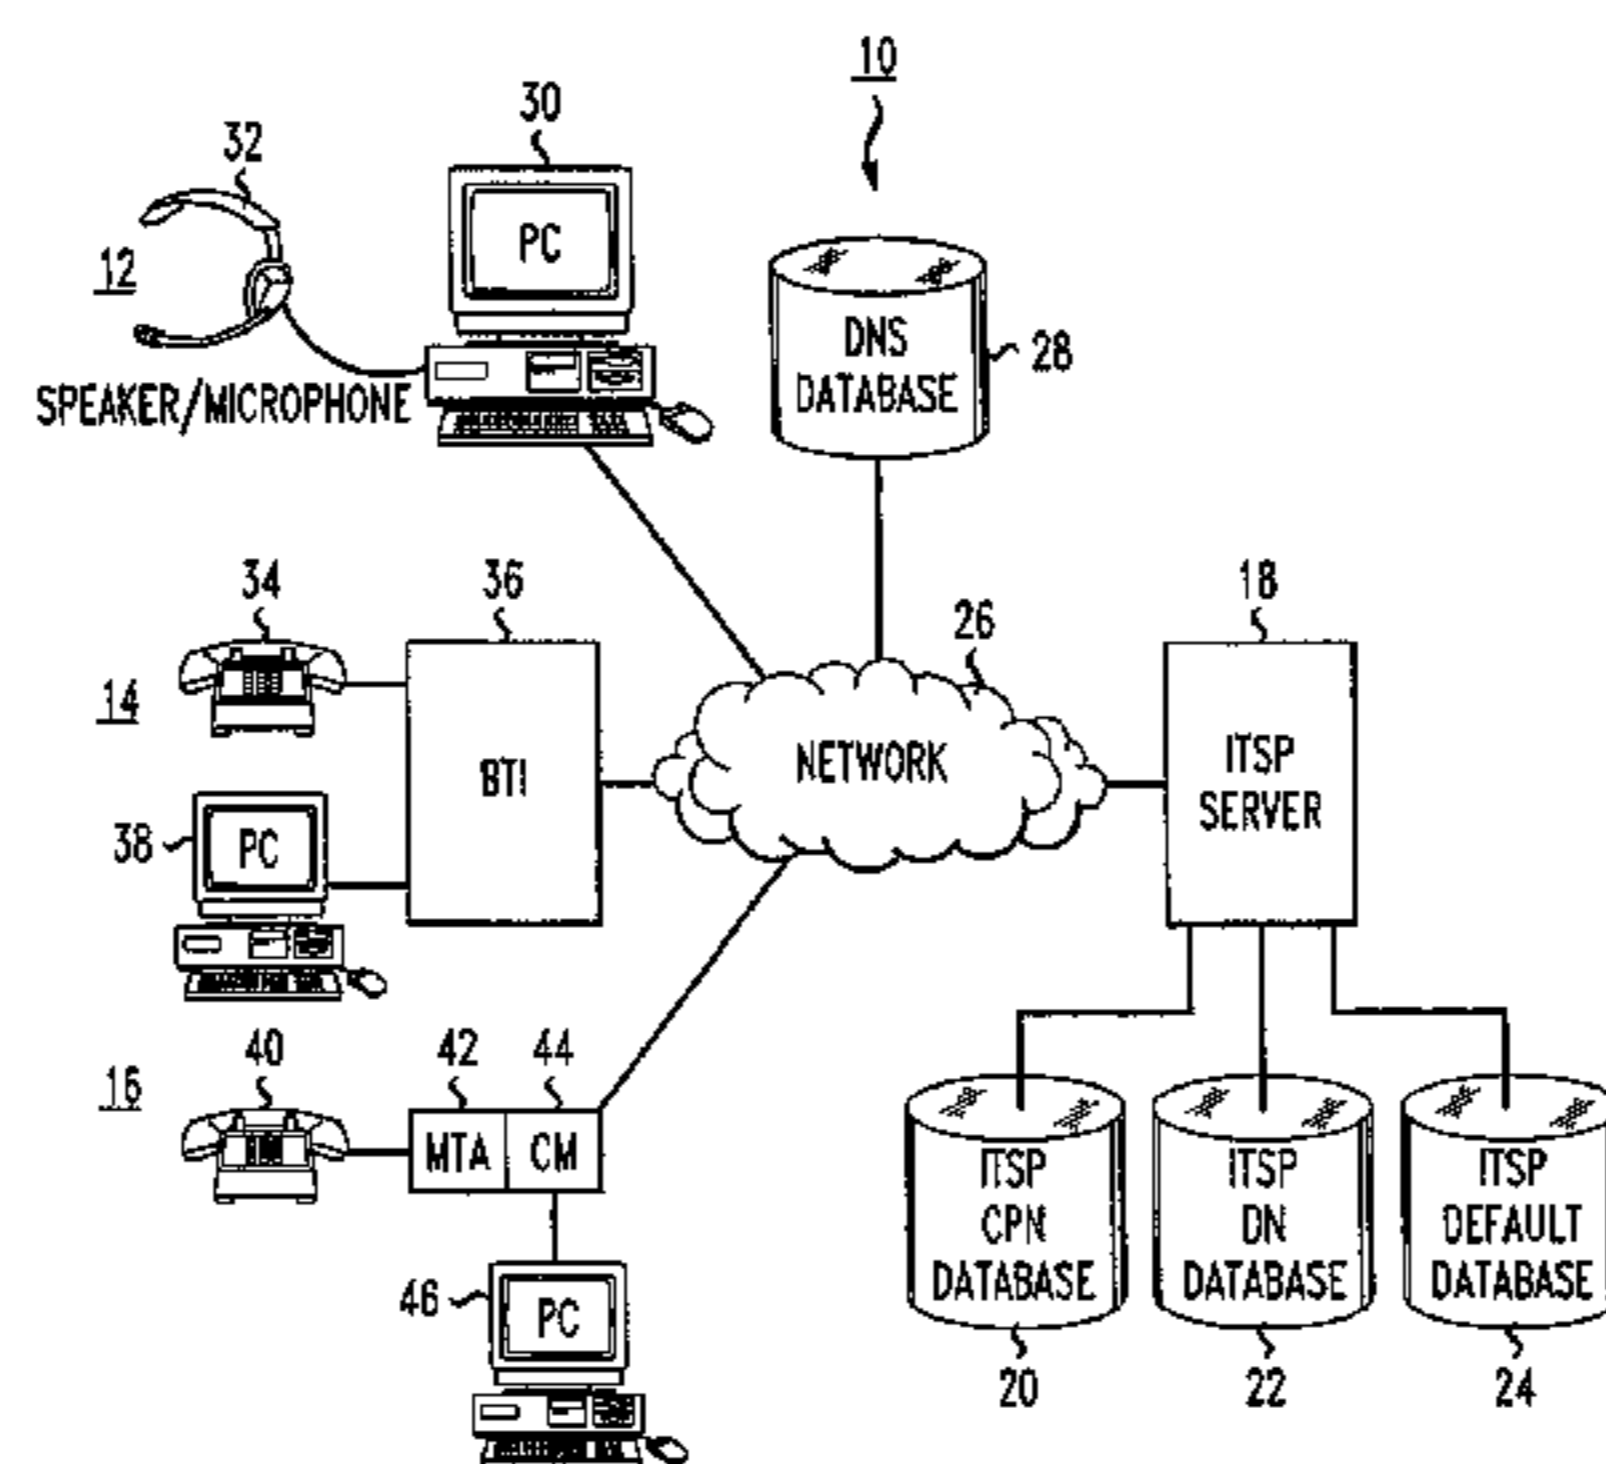 10
30
32
PC
12
DNS
DATABASE
28
SPEAKER/MICROPHONE
34
36
18
26
14
BTI
NETWORK
ITSP
SERVER
38
PC
40
42
44
16
MTA
CM
ITSP
CPN
DATABASE
ITSP
DN
DATABASE
ITSP
DEFAULT
DATABASE
46
PC
20
22
24